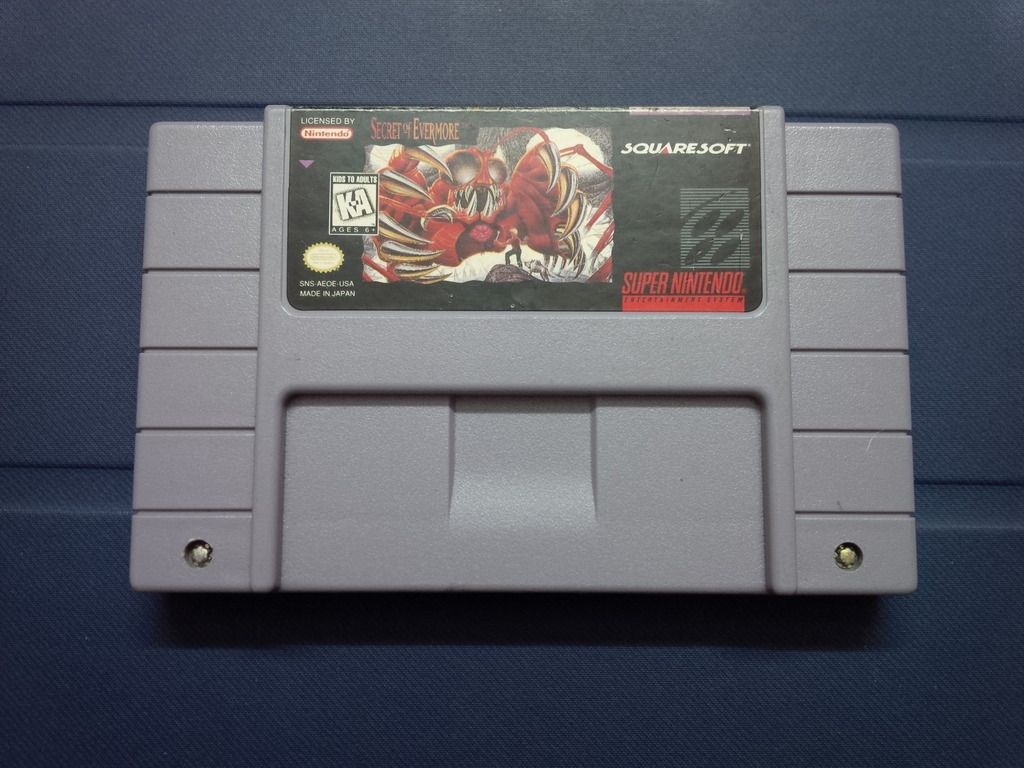 LICENSED BY
Nintendo
SECRET OF EVERMORE
SQUARESOFT
KIDS TO ADULTS
K-A
AGES 6+
SNS-AEOE-USA
MADE IN JAPAN
SUPER NINTENDO
ENTERTAINMENT SYSTEM